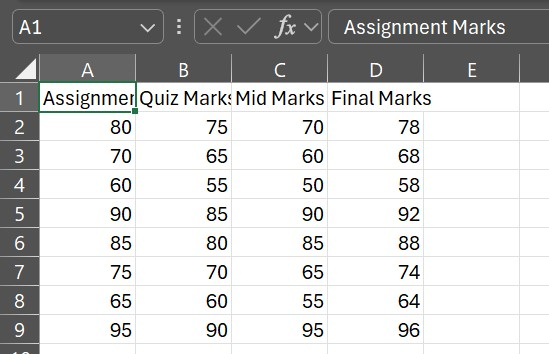 A1 fx Assignment Marks
A B C D E
1 Assignmen Quiz Marks Mid Marks Final Marks
2 80 75 70 78
3 70 65 60 68
4 60 55 50 58
5 90 85 90 92
6 85 80 85 88
7 75 70 65 74
8 65 60 55 64
9 95 90 95 96